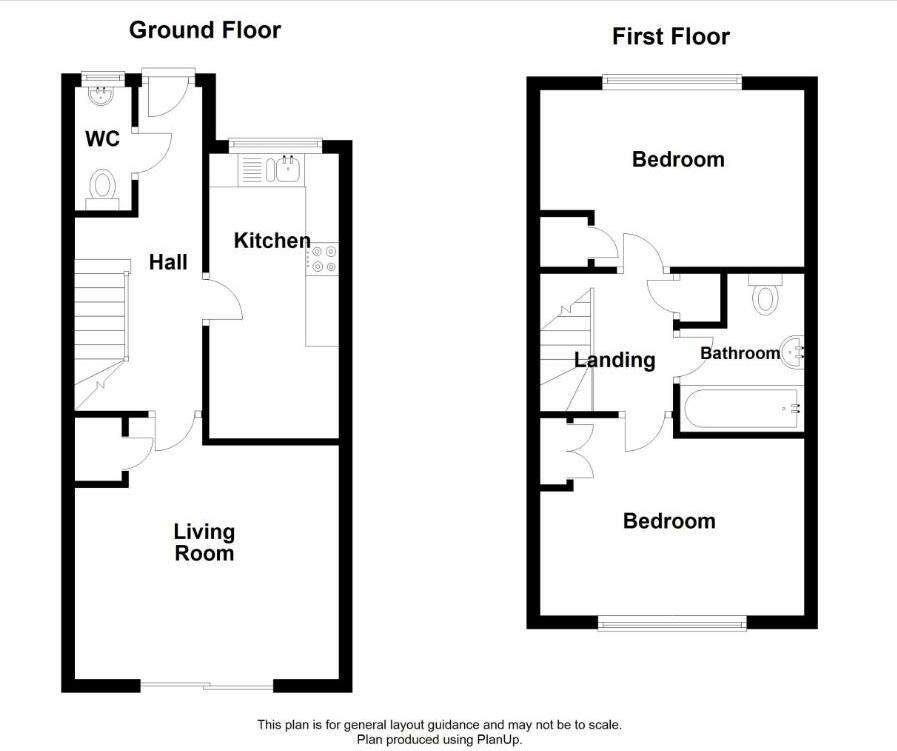 Ground Floor
First Floor
WC
Hall
Kitchen
Living
Room
Bedroom
Landing
Bathroom
Bedroom
This plan is for general layout guidance and may not be to scale.
Plan produced using PlanUp.